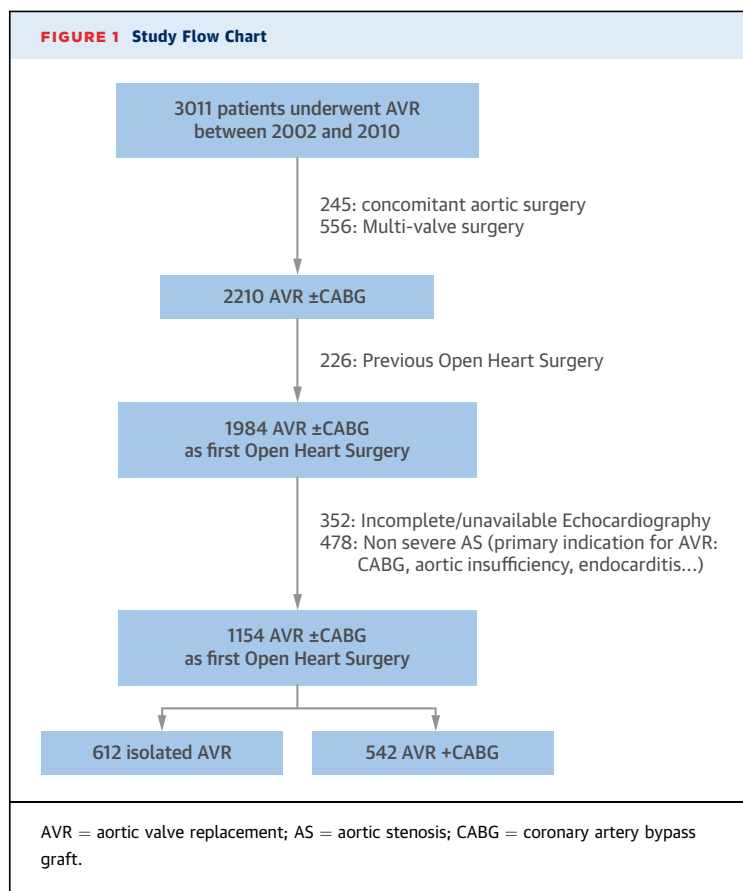 FIGURE 1 Study Flow Chart
3011 patients underwent AVR
between 2002 and 2010
245: concomitant aortic surgery
556: Multi-valve surgery
2210 AVR ±CABG
226: Previous Open Heart Surgery
1984 AVR ±CABG
as first Open Heart Surgery
352: Incomplete/unavailable Echocardiography
478: Non severe AS (primary indication for AVR:
CABG, aortic insufficiency, endocarditis...)
1154 AVR ±CABG
as first Open Heart Surgery
612 isolated AVR
542 AVR +CABG
AVR = aortic valve replacement; AS = aortic stenosis; CABG = coronary artery bypass
graft.